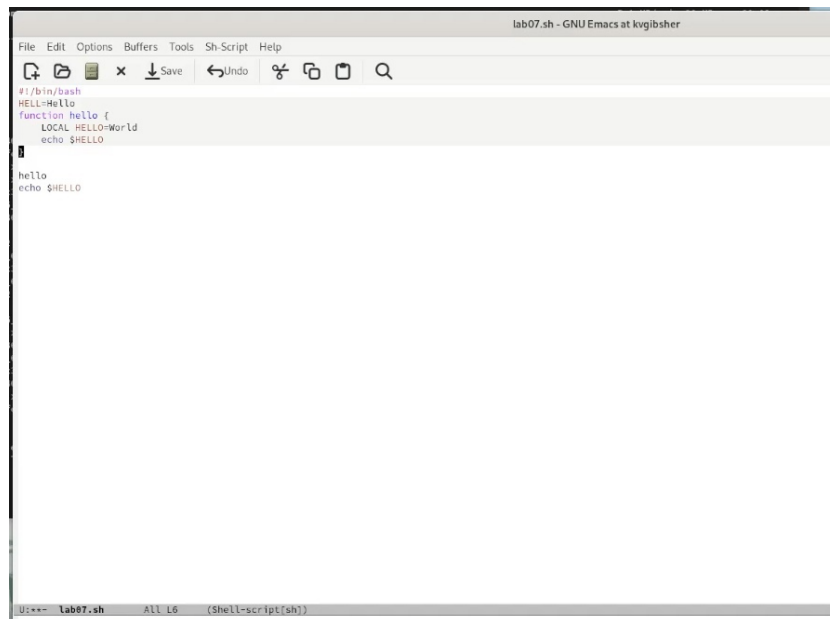 lab07.sh - GNU Emacs at kvgibsher
File Edit Options Buffers Tools Sh-Script Help
Save Undo
#!/bin/bash
HELL=Hello
function hello {
    LOCAL HELLO=World
    echo $HELLO
}
hello
echo $HELLO
U:**- lab07.sh All L6 (Shell-script[sh])